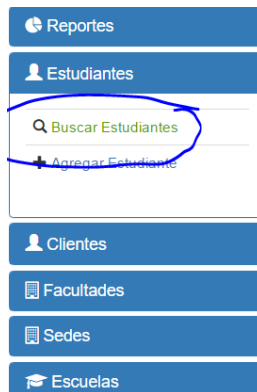 Reportes
Estudiantes
Buscar Estudiantes
Agregar Estudiante
Clientes
Facultades
Sedes
Escuelas